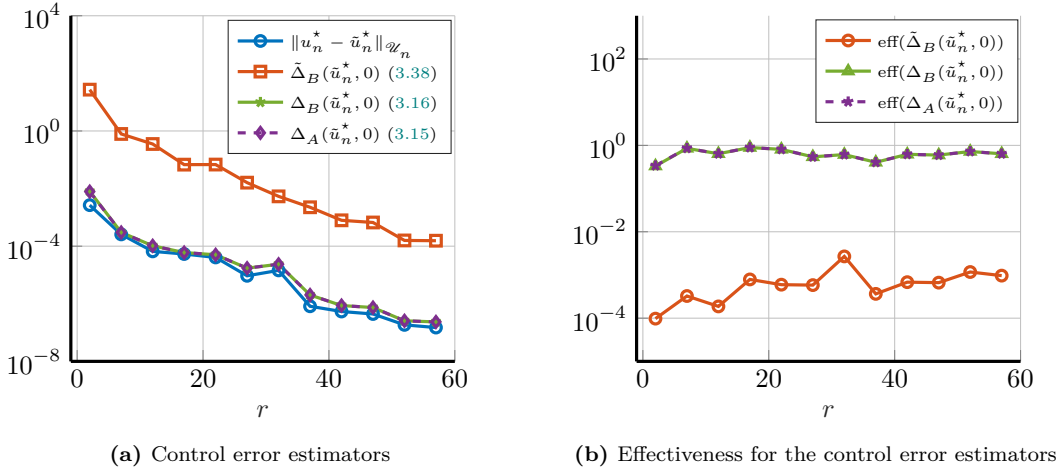 10^4
10^0
10^{-4}
10^{-8}
0
20
40
60
r
‖u_n^⋆ − ũ_n^⋆‖_{𝒰_n}
Δ̃_B(ũ_n^⋆, 0) (3.38)
Δ_B(ũ_n^⋆, 0) (3.16)
Δ_A(ũ_n^⋆, 0) (3.15)
(a) Control error estimators
10^2
10^0
10^{-2}
10^{-4}
0
20
40
60
r
eff(Δ̃_B(ũ_n^⋆, 0))
eff(Δ_B(ũ_n^⋆, 0))
eff(Δ_A(ũ_n^⋆, 0))
(b) Effectiveness for the control error estimators